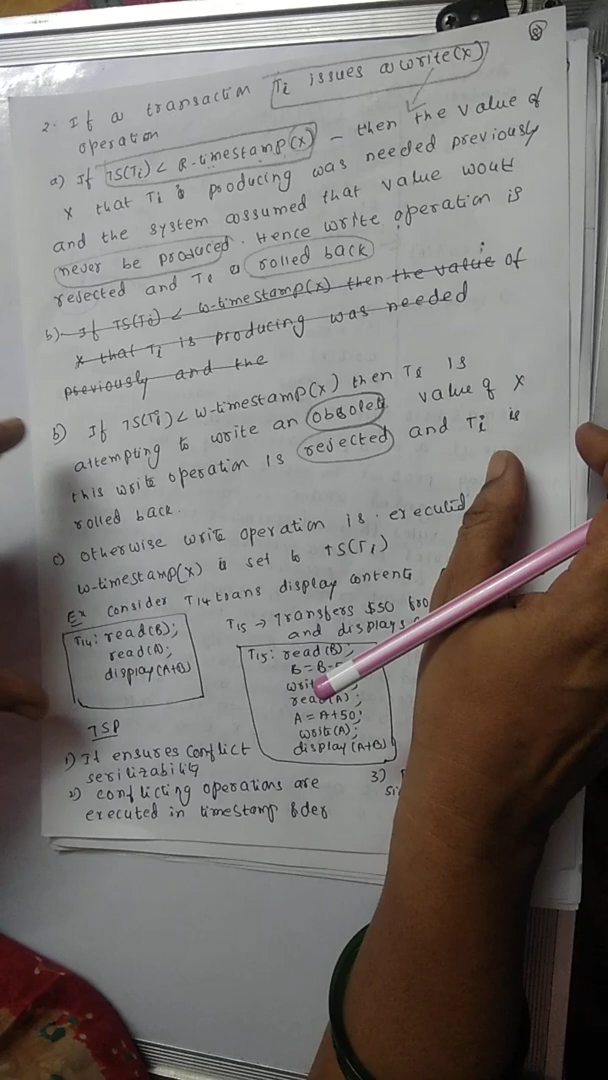 8
2. If a transaction Ti issues a write(x)
operation
a) If TS(Ti) < R-timestamp(x) - then the value of
x that Ti is producing was needed previously
and the system assumed that value would
never be produced. Hence write operation is
rejected and Ti is rolled back
b) If TS(Ti) < W-timestamp(x) then the value of
x that Ti is producing was needed
previously and the
b) If TS(Ti) < W-timestamp(x) then Ti is
attempting to write an obsolete value of x
this write operation is rejected and Ti is
rolled back.
c) otherwise write operation is executed
w-timestamp(x) is set to TS(Ti)
Ex consider T14 trans display contents
T14: read(B);
read(A);
display(A+B)
T15 → Transfers $50
and displays
T15: read(B);
B = B-
read(A);
A = A+50;
write(A);
display(A+B)
TSP
1) It ensures conflict
serilizability
2) conflicting operations are
executed in timestamp order
3)